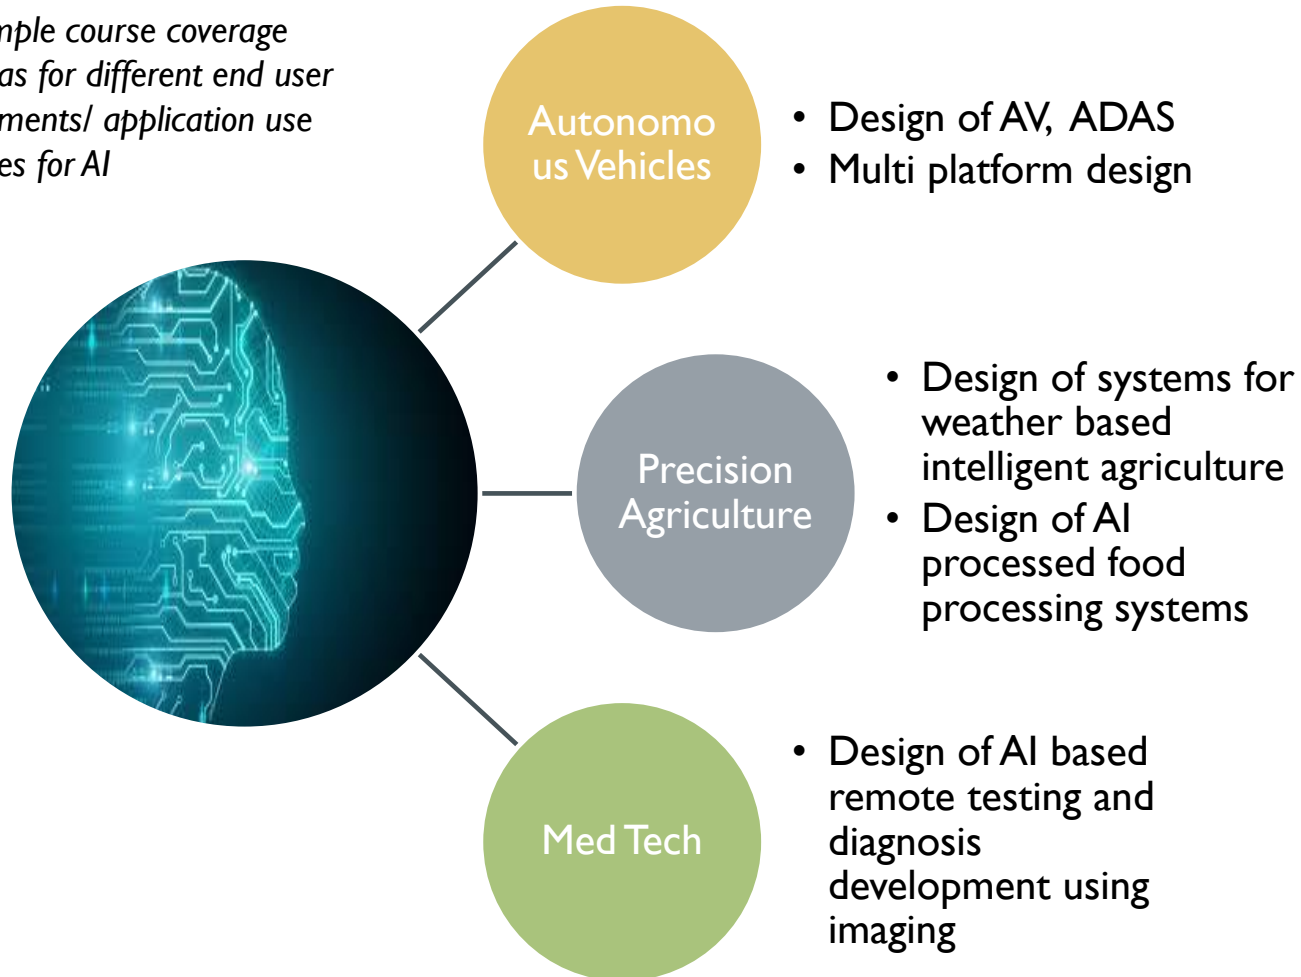 mple course coverage
as for different end user
ments/ application use
es for AI
Autonomo
us Vehicles
• Design of AV, ADAS
• Multi platform design
Precision
Agriculture
• Design of systems for
weather based
intelligent agriculture
• Design of AI
processed food
processing systems
Med Tech
• Design of AI based
remote testing and
diagnosis
development using
imaging